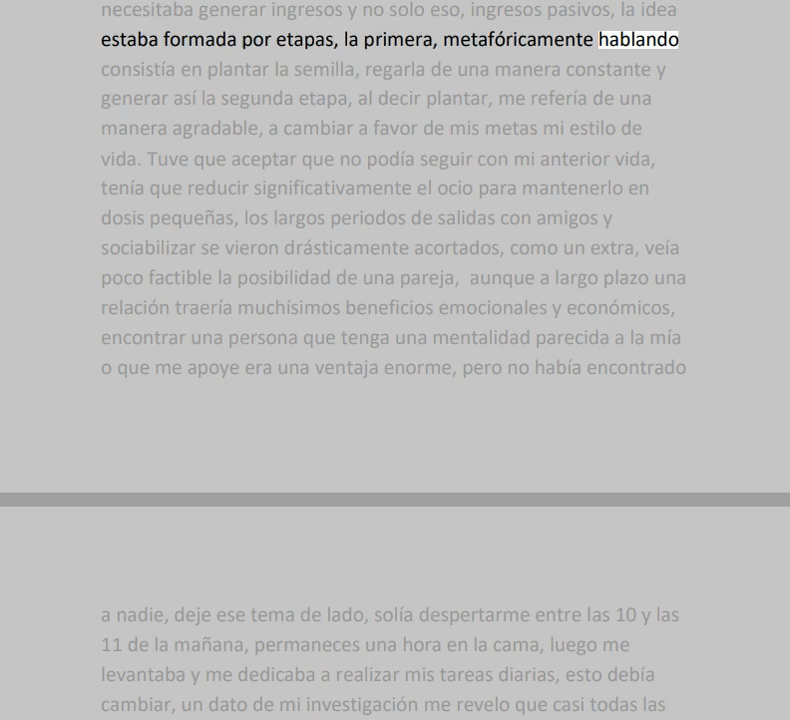 necesitaba generar ingresos y no solo eso, ingresos pasivos, la idea
estaba formada por etapas, la primera, metafóricamente hablando
consistía en plantar la semilla, regarla de una manera constante y
generar así la segunda etapa, al decir plantar, me refería de una
manera agradable, a cambiar a favor de mis metas mi estilo de
vida. Tuve que aceptar que no podía seguir con mi anterior vida,
tenía que reducir significativamente el ocio para mantenerlo en
dosis pequeñas, los largos periodos de salidas con amigos y
sociabilizar se vieron drásticamente acortados, como un extra, veía
poco factible la posibilidad de una pareja,  aunque a largo plazo una
relación traería muchísimos beneficios emocionales y económicos,
encontrar una persona que tenga una mentalidad parecida a la mía
o que me apoye era una ventaja enorme, pero no había encontrado
a nadie, deje ese tema de lado, solía despertarme entre las 10 y las
11 de la mañana, permaneces una hora en la cama, luego me
levantaba y me dedicaba a realizar mis tareas diarias, esto debía
cambiar, un dato de mi investigación me revelo que casi todas las